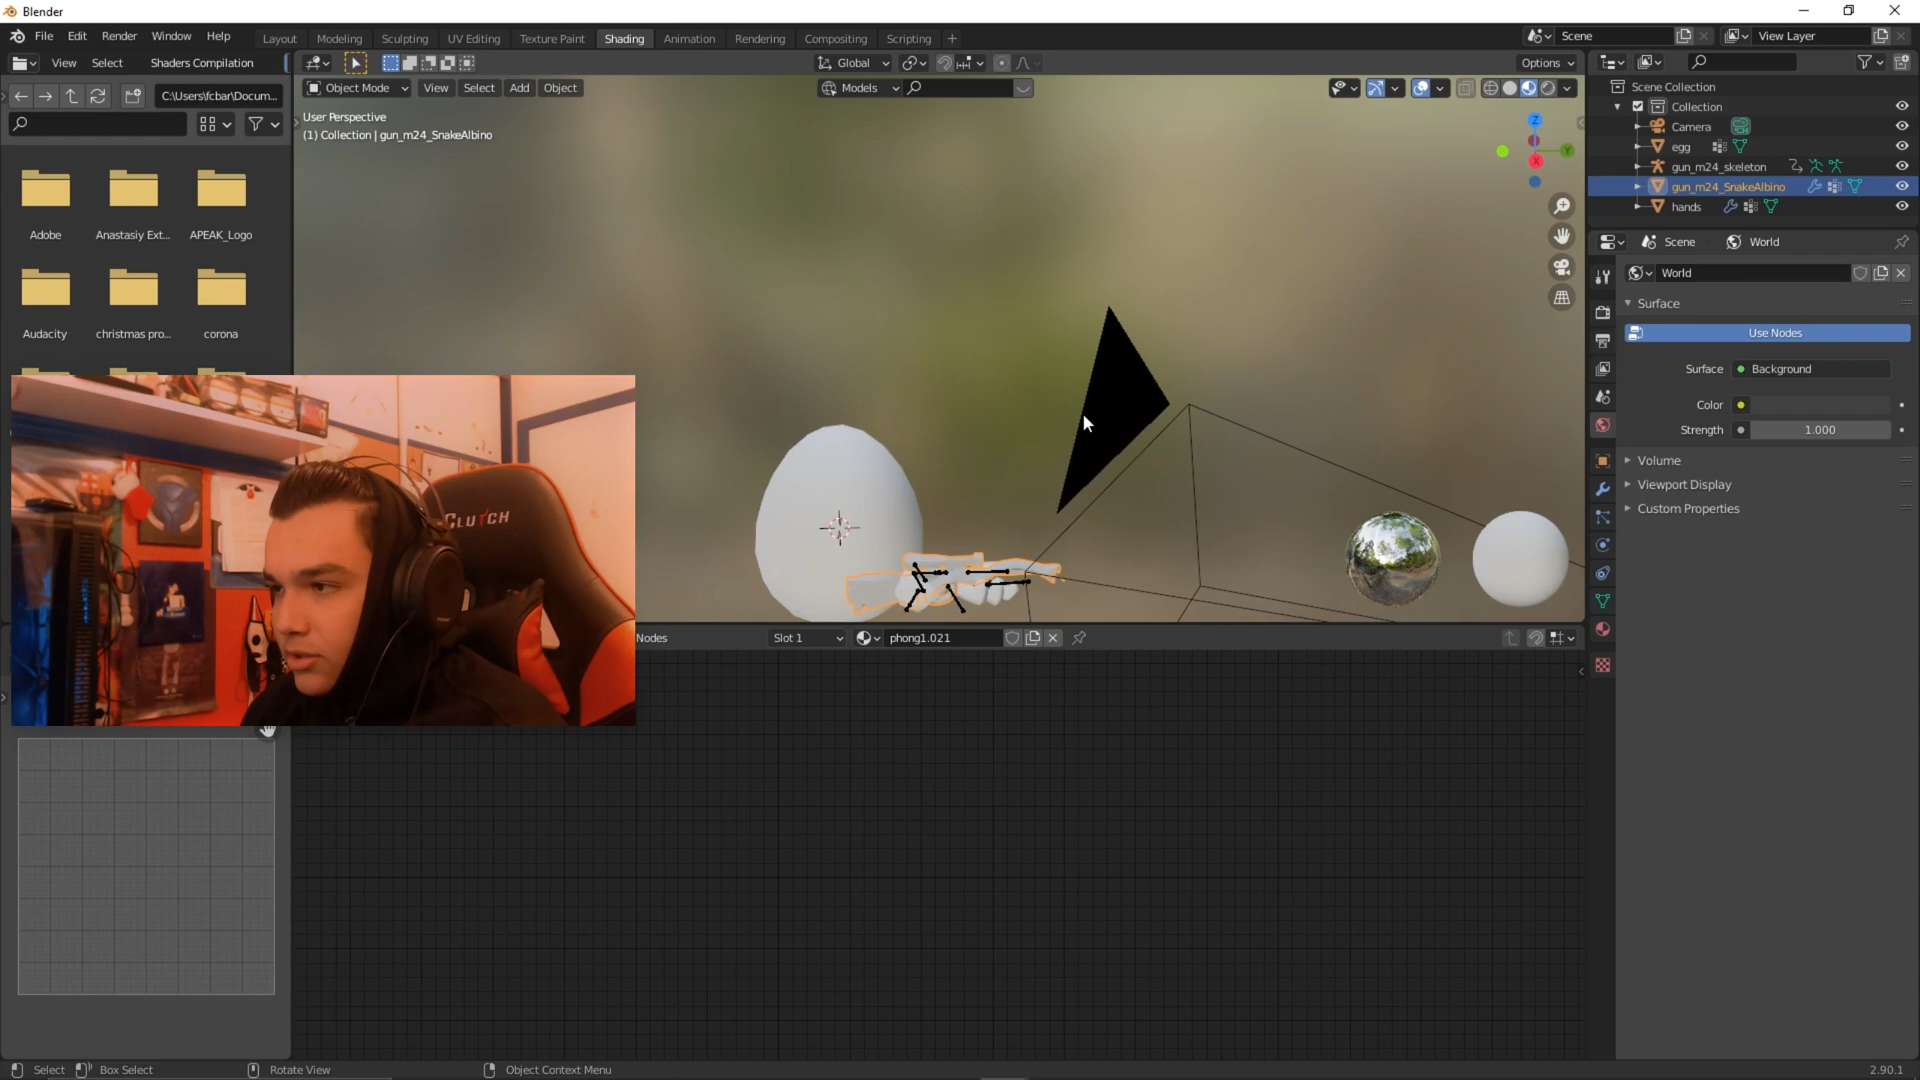 Blender
File Edit Render Window Help
Layout Modeling Sculpting UV Editing Texture Paint Shading Animation Rendering Compositing Scripting +
Scene
View Layer
View Select Shaders Compilation
Global
Options
C:\Users\fcbar\Docum...
Object Mode View Select Add Object
Models
User Perspective
(1) Collection | gun_m24_SnakeAlbino
Z
Y
X
Adobe
Anastasiy Ext...
APEAK_Logo
Audacity
christmas pro...
corona
CLUTCH
Nodes
Slot 1
phong1.021
Scene Collection
Collection
Camera
egg
gun_m24_skeleton
gun_m24_SnakeAlbino
hands
Scene World
World
Surface
Use Nodes
Surface Background
Color
Strength 1.000
Volume
Viewport Display
Custom Properties
Select
Box Select
Rotate View
Object Context Menu
2.90.1